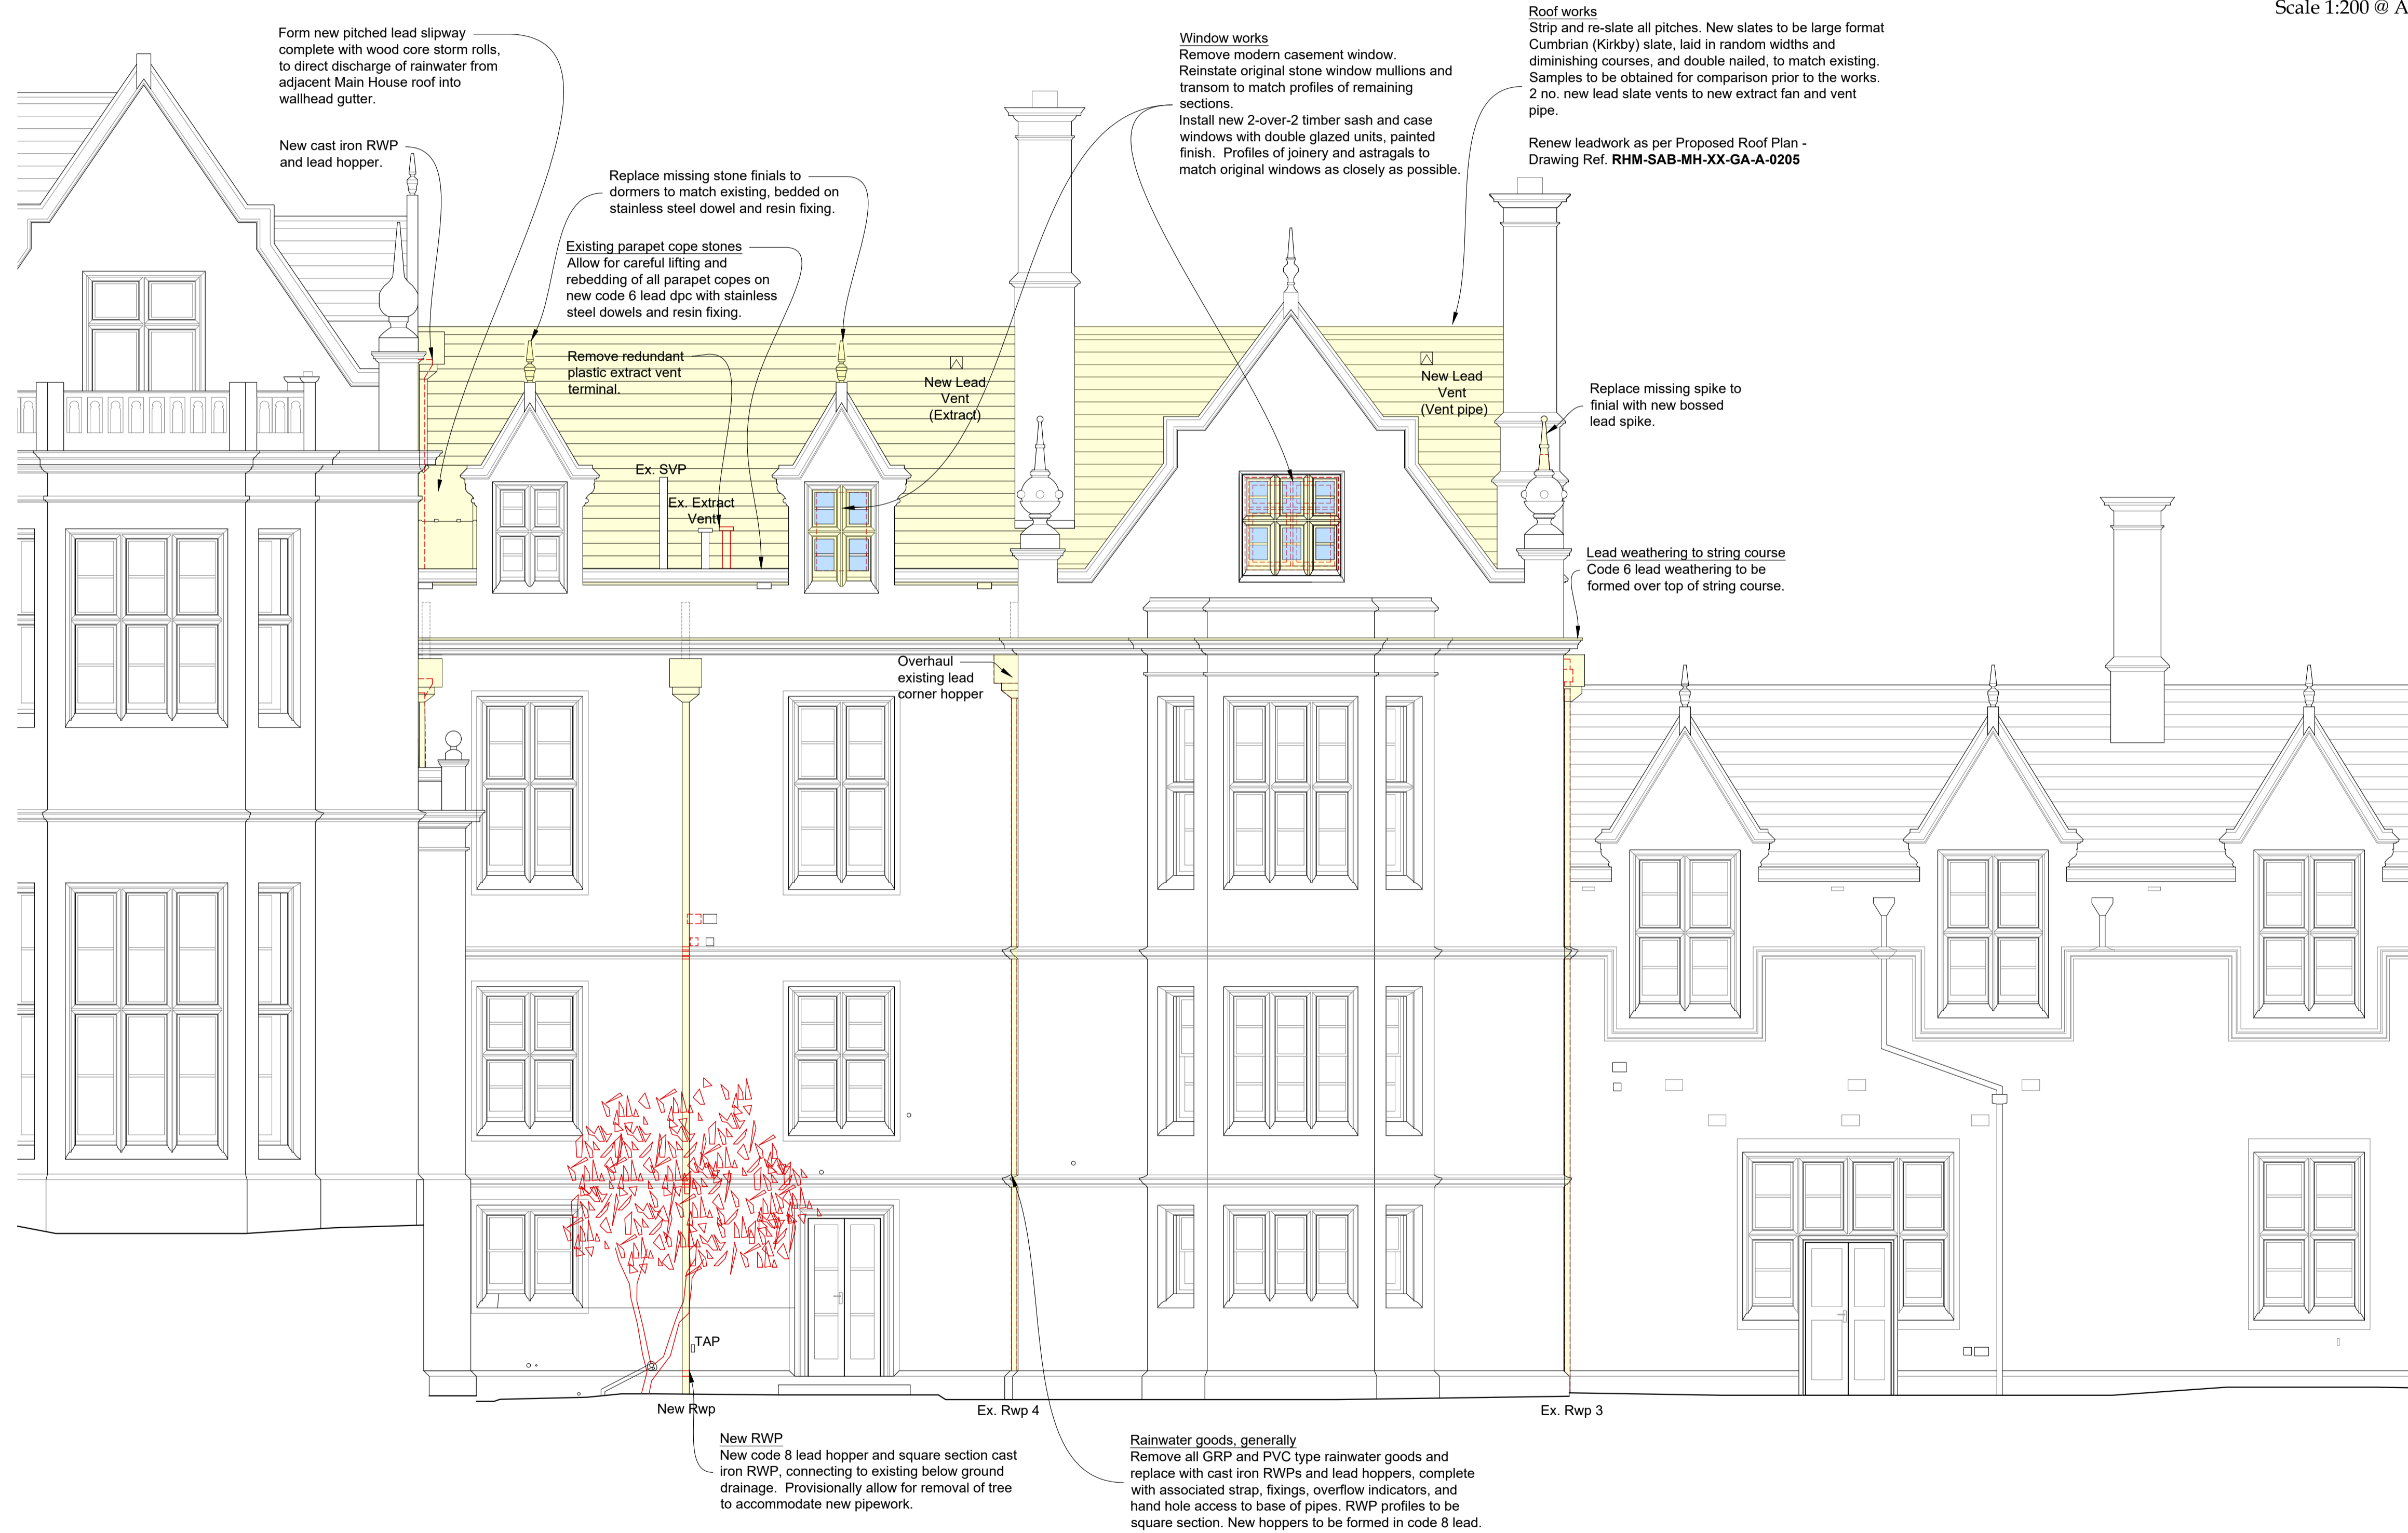 Scale 1:200 @ A
Form new pitched lead slipway
complete with wood core storm rolls,
to direct discharge of rainwater from
adjacent Main House roof into
wallhead gutter.
New cast iron RWP
and lead hopper.
Replace missing stone finials to
dormers to match existing, bedded on
stainless steel dowel and resin fixing.
Existing parapet cope stones
Allow for careful lifting and
rebedding of all parapet copes on
new code 6 lead dpc with stainless
steel dowels and resin fixing.
Remove redundant
plastic extract vent
terminal.
Window works
Remove modern casement window.
Reinstate original stone window mullions and
transom to match profiles of remaining
sections.
Install new 2-over-2 timber sash and case
windows with double glazed units, painted
finish.  Profiles of joinery and astragals to
match original windows as closely as possible.
Roof works
Strip and re-slate all pitches. New slates to be large format
Cumbrian (Kirkby) slate, laid in random widths and
diminishing courses, and double nailed, to match existing.
Samples to be obtained for comparison prior to the works.
2 no. new lead slate vents to new extract fan and vent
pipe.
Renew leadwork as per Proposed Roof Plan -
Drawing Ref. RHM-SAB-MH-XX-GA-A-0205
New Lead
Vent
(Extract)
New Lead
Vent
(Vent pipe)
Replace missing spike to
finial with new bossed
lead spike.
Ex. SVP
Ex. Extract
Vent
Lead weathering to string course
Code 6 lead weathering to be
formed over top of string course.
Overhaul
existing lead
corner hopper
TAP
New Rwp
Ex. Rwp 4
Ex. Rwp 3
New RWP
New code 8 lead hopper and square section cast
iron RWP, connecting to existing below ground
drainage.  Provisionally allow for removal of tree
to accommodate new pipework.
Rainwater goods, generally
Remove all GRP and PVC type rainwater goods and
replace with cast iron RWPs and lead hoppers, complete
with associated strap, fixings, overflow indicators, and
hand hole access to base of pipes. RWP profiles to be
square section. New hoppers to be formed in code 8 lead.